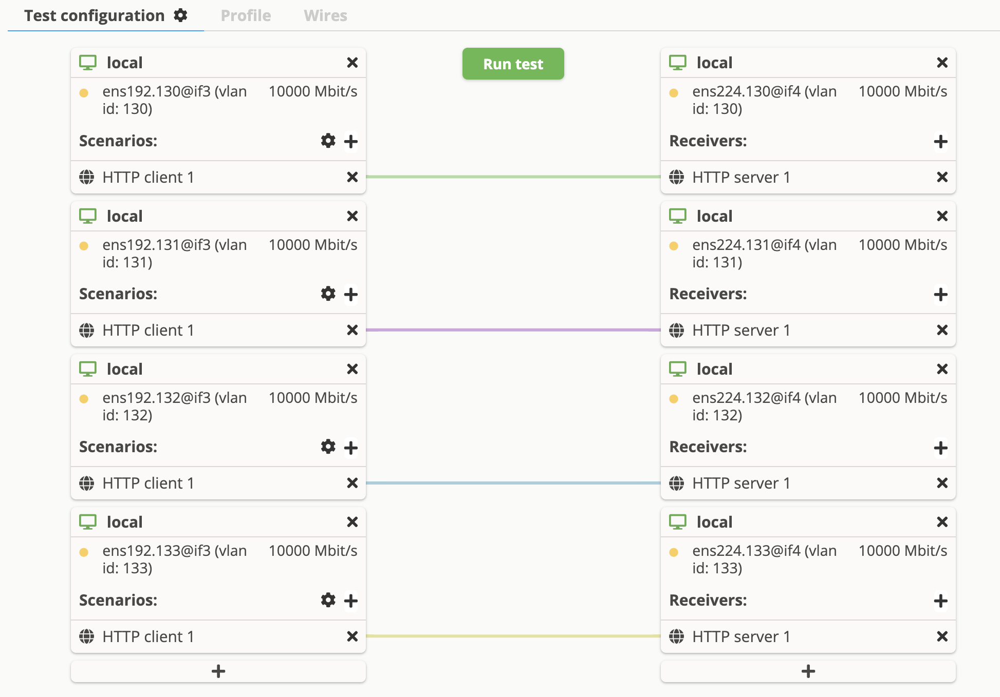 Test configuration
Profile
Wires
Run test
local
ens192.130@if3 (vlan 10000 Mbit/s
id: 130)
Scenarios:
HTTP client 1
local
ens224.130@if4 (vlan 10000 Mbit/s
id: 130)
Receivers:
HTTP server 1
local
ens192.131@if3 (vlan 10000 Mbit/s
id: 131)
Scenarios:
HTTP client 1
local
ens224.131@if4 (vlan 10000 Mbit/s
id: 131)
Receivers:
HTTP server 1
local
ens192.132@if3 (vlan 10000 Mbit/s
id: 132)
Scenarios:
HTTP client 1
local
ens224.132@if4 (vlan 10000 Mbit/s
id: 132)
Receivers:
HTTP server 1
local
ens192.133@if3 (vlan 10000 Mbit/s
id: 133)
Scenarios:
HTTP client 1
local
ens224.133@if4 (vlan 10000 Mbit/s
id: 133)
Receivers:
HTTP server 1